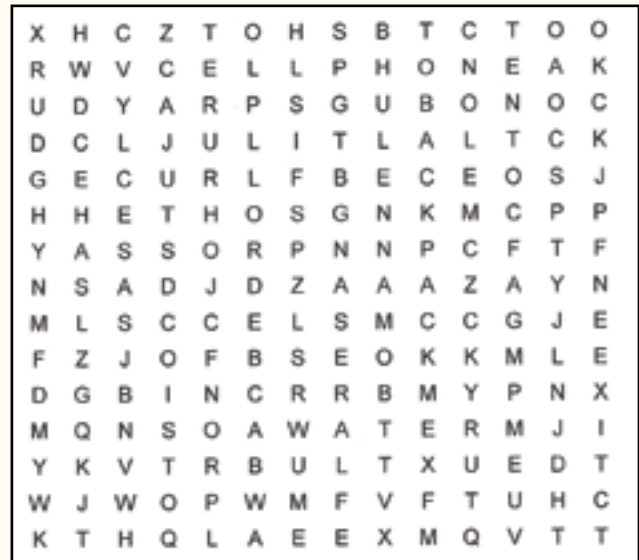 X H C Z T O H S B T C T O O
R W V C E L L P H O N E A K
U D Y A R P S G U B O N O C
D C L J U L I T L A L T C K
G E C U R L F B E C E O S J
H H E T H O S G N K M C P P
Y A S S O R P N N P C F T F
N S A D J D Z A A A Z A Y N
M L S C C E L S M C C G J E
F Z J O F B S E O K K M L E
D G B I N C R R B M Y P N X
M Q N S O A W A T E R M J I
Y K V T R B U L T X U E D T
W J W O P W M F V F T U H C
K T H Q L A E E X M Q V T T